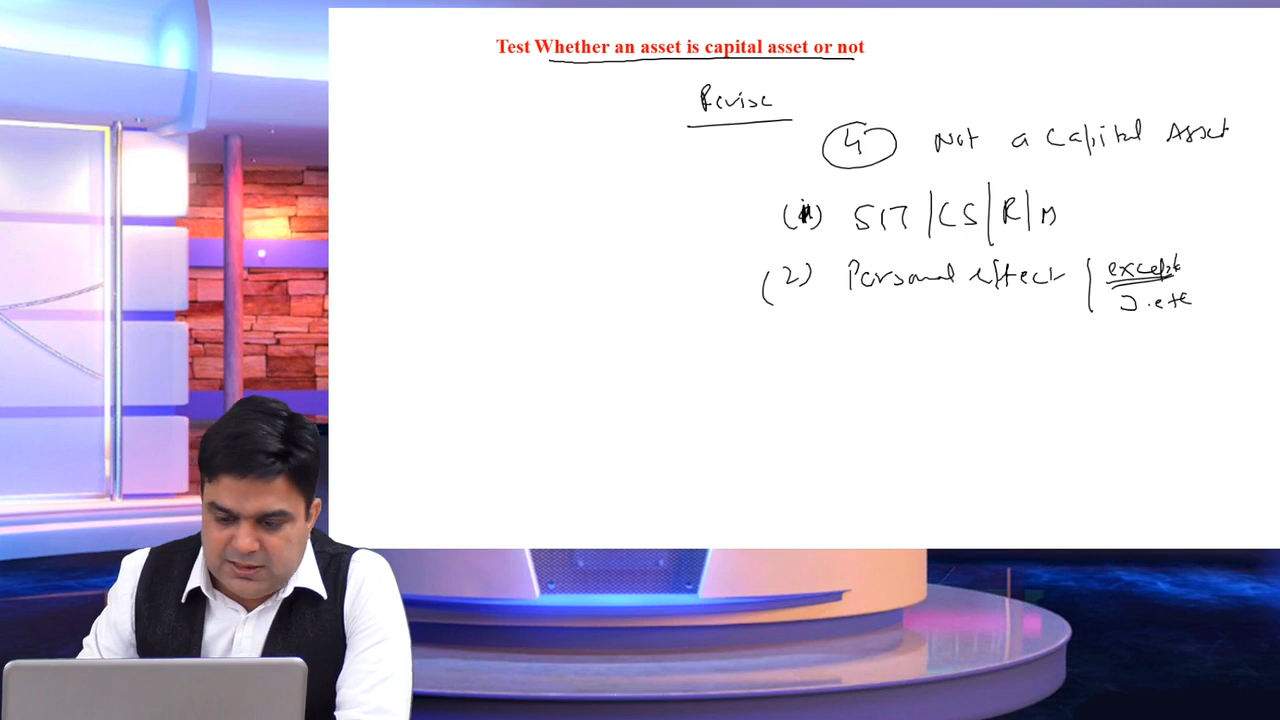 Test Whether an asset is capital asset or not
Revise
4 Not a Capital Asset
(1) SIT | CS | R | M
(2) Personal effect | except
J. etc